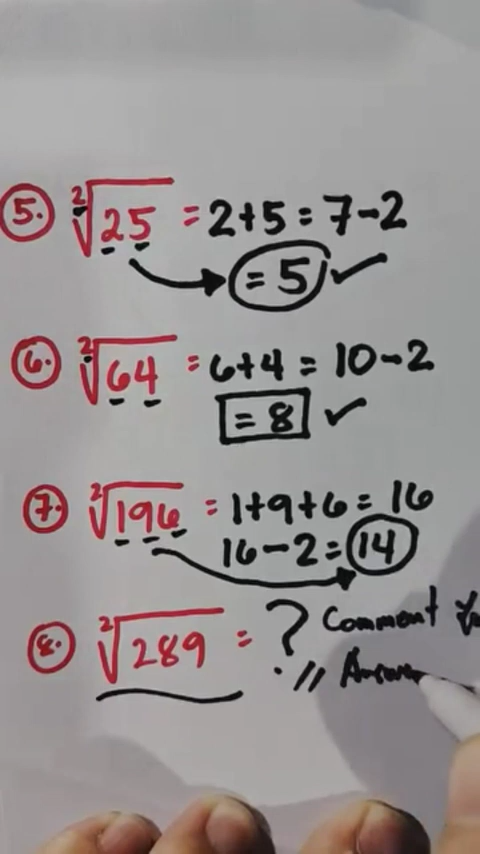 5. ²√25 = 2+5 = 7-2
= 5 ✓
6. ²√64 = 6+4 = 10-2
= 8 ✓
7. ²√196 = 1+9+6 = 16
16-2 = 14
8. ²√289 = ? Comment
Answer